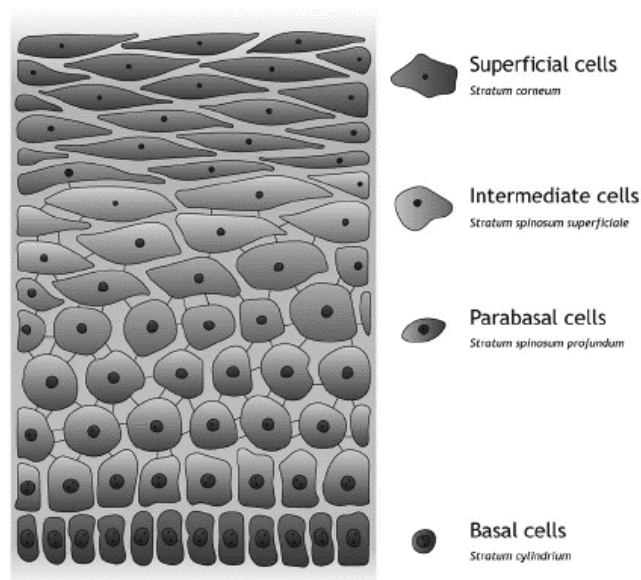 Superficial cells
Stratum corneum
Intermediate cells
Stratum spinosum superficiale
Parabasal cells
Stratum spinosum profundum
Basal cells
Stratum cylindrium